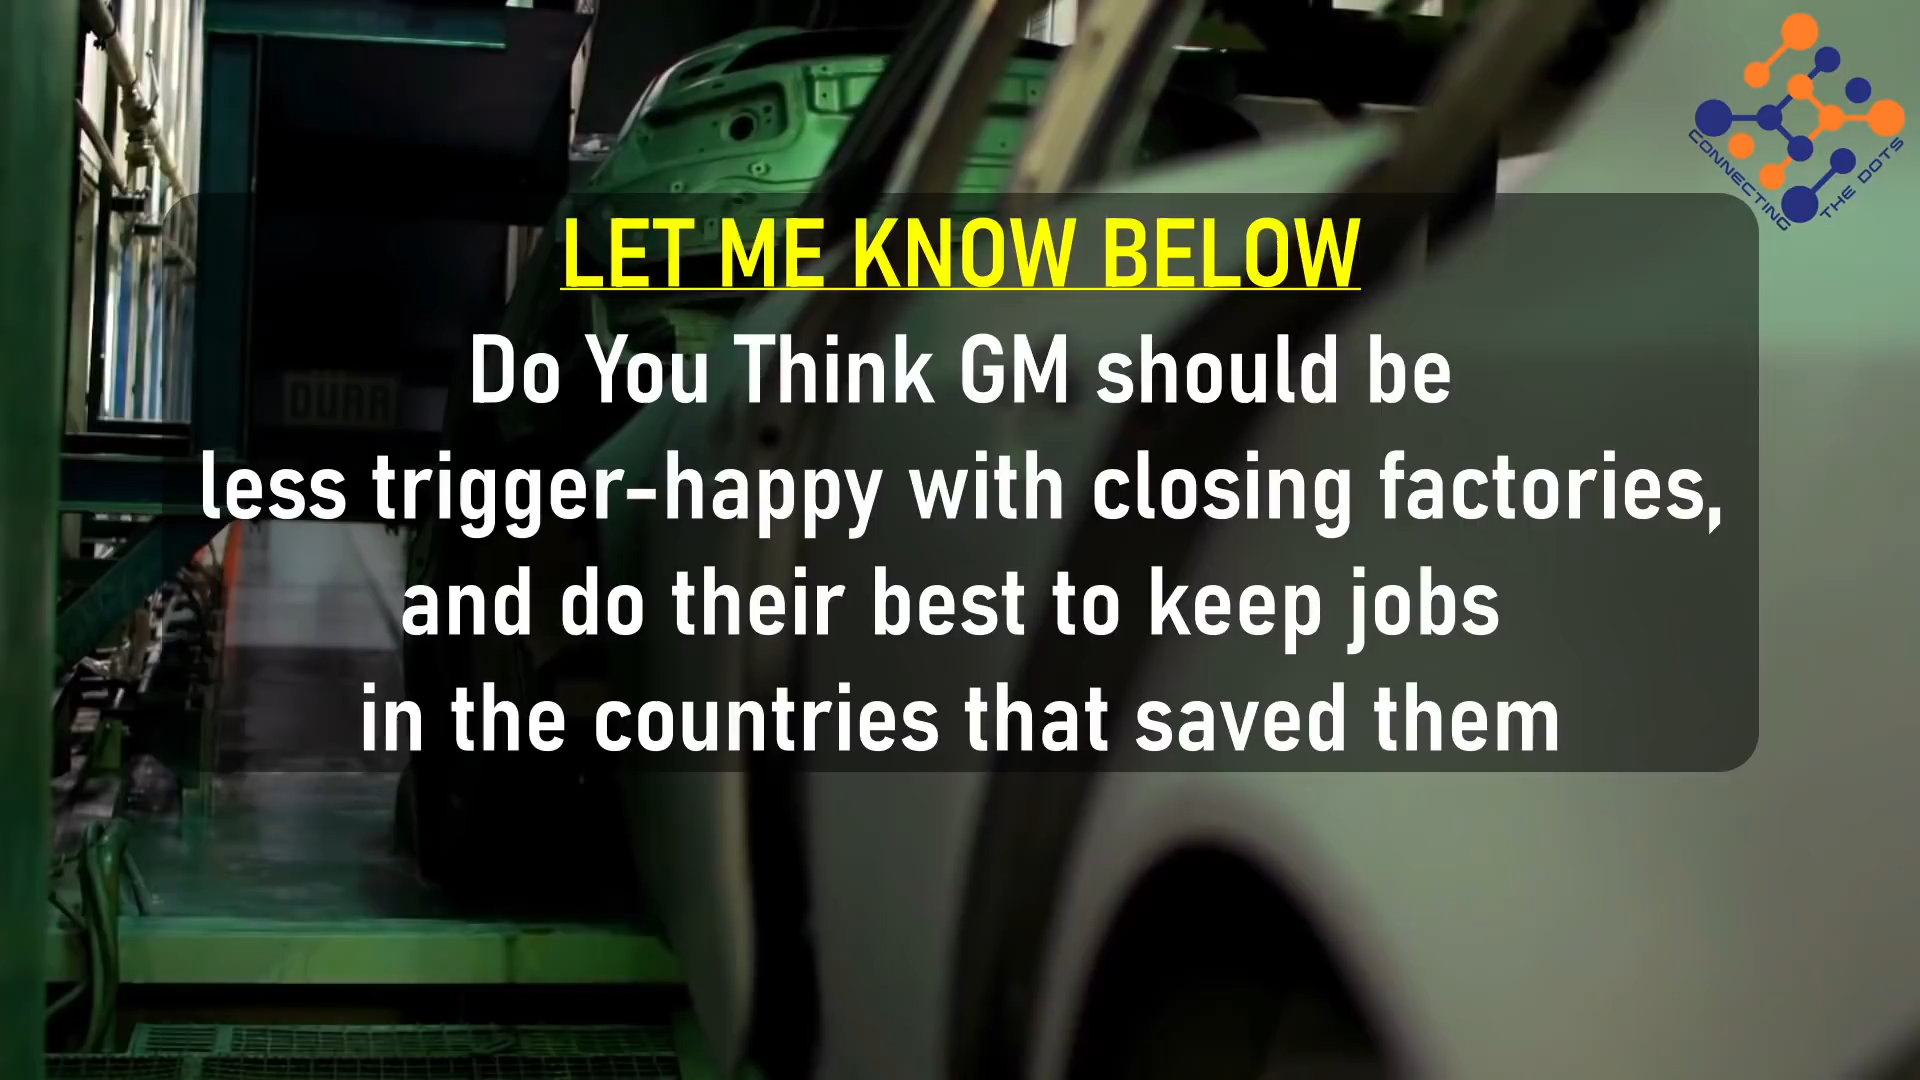 CONNECTING THE DOTS
LET ME KNOW BELOW
Do You Think GM should be
less trigger-happy with closing factories,
and do their best to keep jobs
in the countries that saved them
DURR